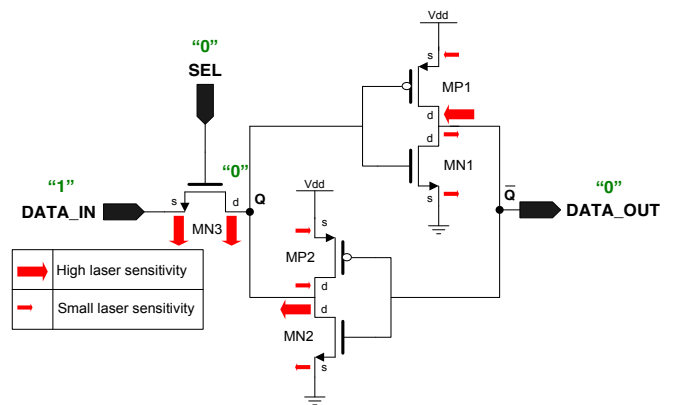 Vdd
“0”
SEL
s
MP1
d
d
MN1
s
“1”
“0”
s
d
Q
Vdd
Q̅
“0”
DATA_IN
MN3
DATA_OUT
s
MP2
High laser sensitivity
d
d
Small laser sensitivity
MN2
s